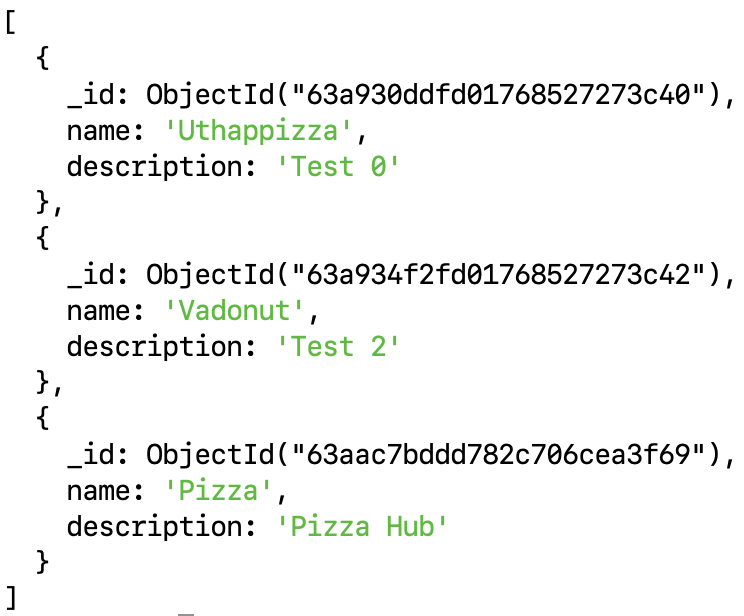 [
  {
    _id: ObjectId("63a930ddfd01768527273c40"),
    name: 'Uthappizza',
    description: 'Test 0'
  },
  {
    _id: ObjectId("63a934f2fd01768527273c42"),
    name: 'Vadonut',
    description: 'Test 2'
  },
  {
    _id: ObjectId("63aac7bddd782c706cea3f69"),
    name: 'Pizza',
    description: 'Pizza Hub'
  }
]